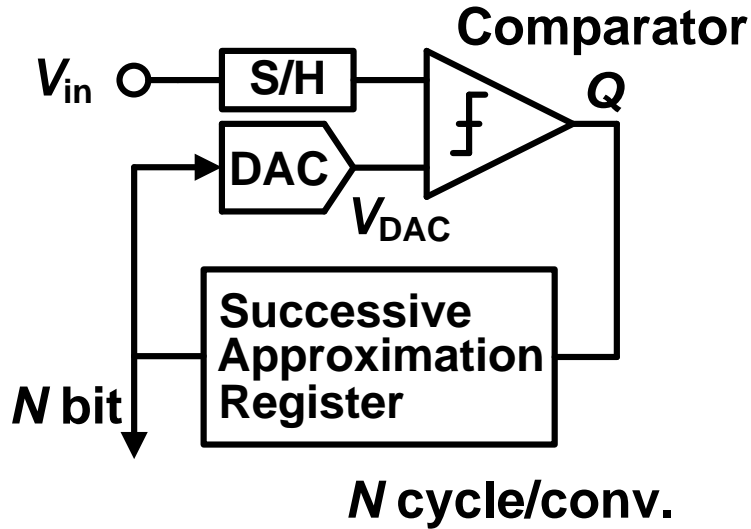 Comparator
Vin
S/H
Q
DAC
VDAC
Successive
Approximation
Register
N bit
N cycle/conv.